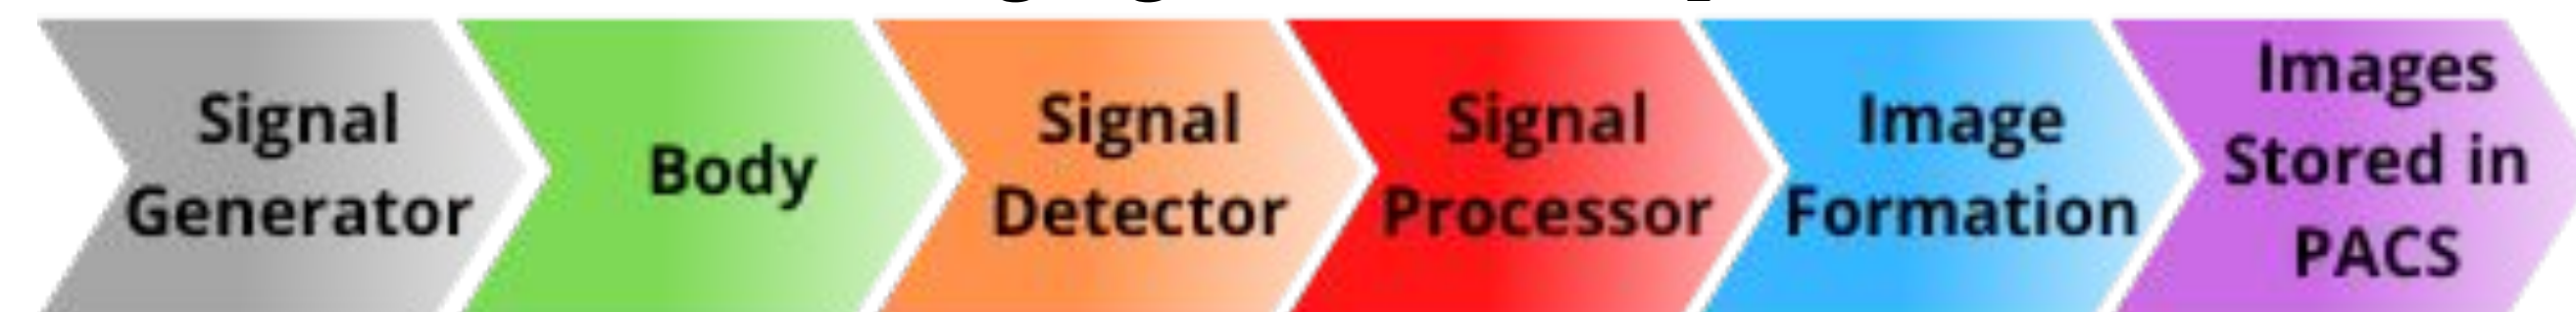 Signal
Generator
Body
Signal
Detector
Signal
Processor
Image
Formation
Images
Stored in
PACS